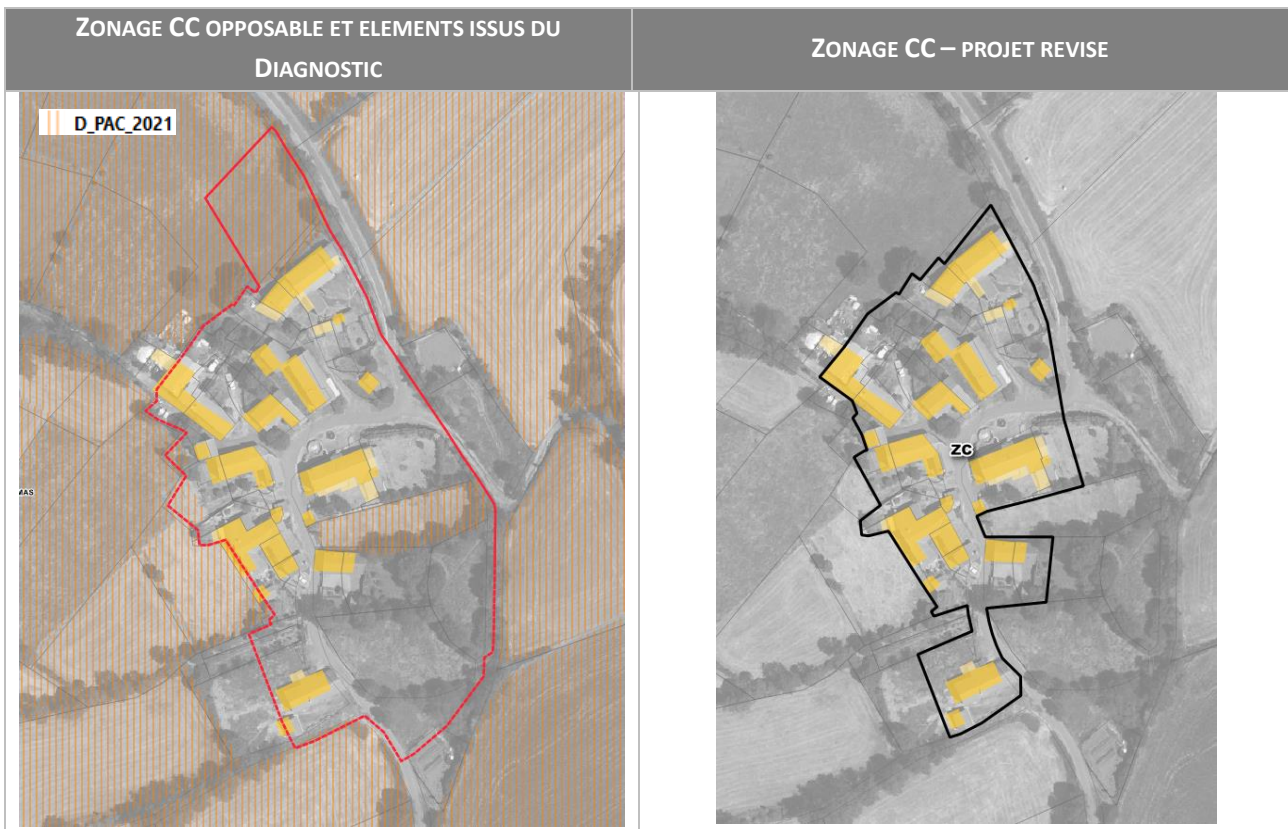 ZONAGE CC OPPOSABLE ET ELEMENTS ISSUS DU
DIAGNOSTIC
ZONAGE CC – PROJET REVISE
D_PAC_2021
MAS
ZC